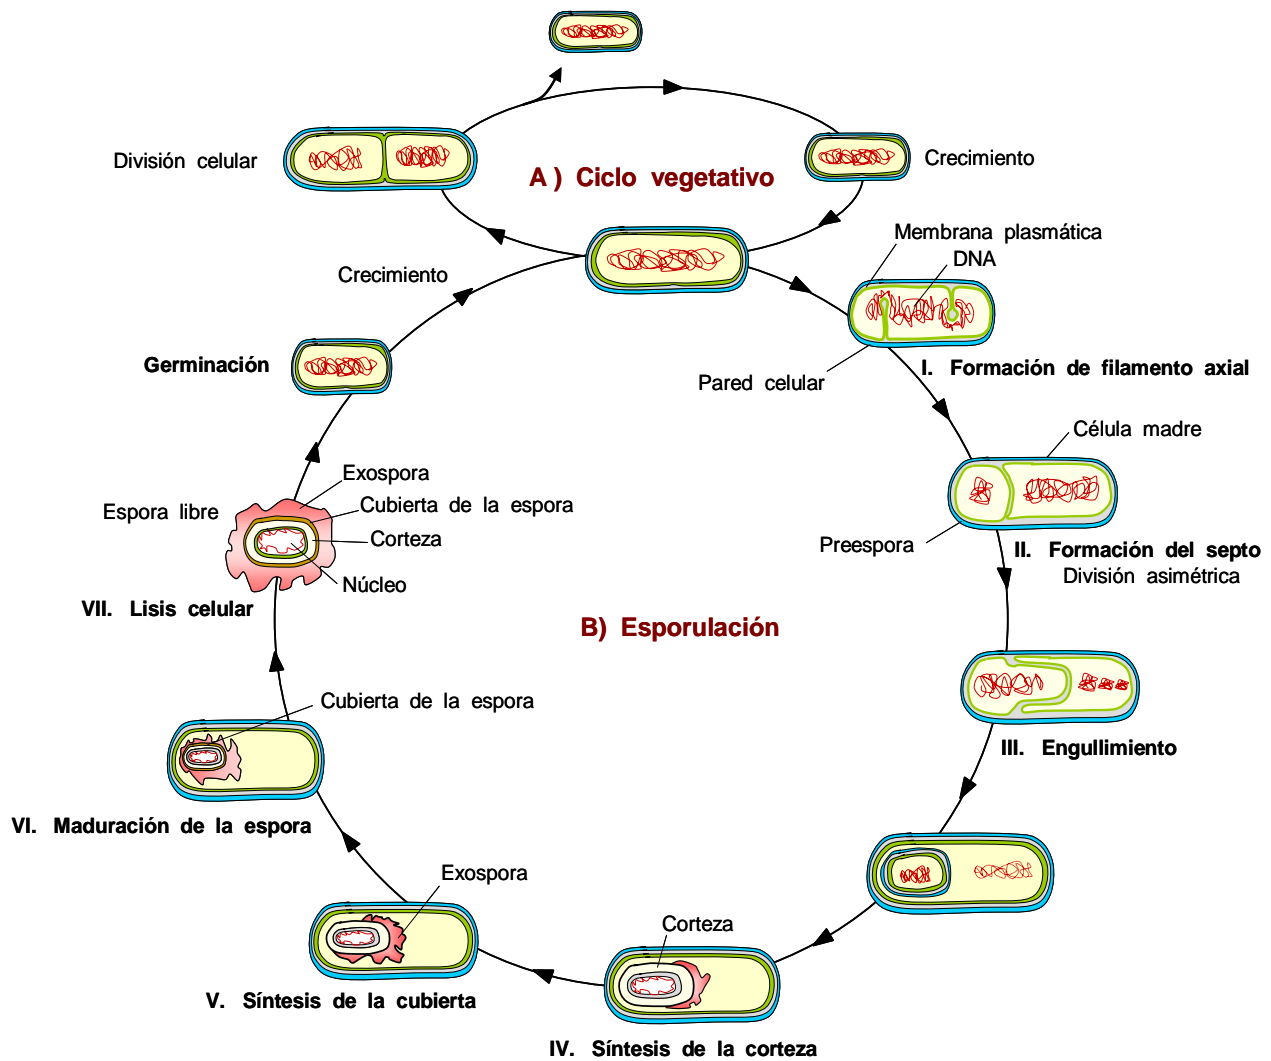 División celular
A ) Ciclo vegetativo
Crecimiento
Membrana plasmática
DNA
Crecimiento
Germinación
Pared celular
I. Formación de filamento axial
Célula madre
Exospora
Cubierta de la espora
Espora libre
Corteza
Preespora
II. Formación del septo
División asimétrica
Núcleo
VII. Lisis celular
B) Esporulación
Cubierta de la espora
III. Engullimiento
VI. Maduración de la espora
Exospora
Corteza
V. Síntesis de la cubierta
IV. Síntesis de la corteza